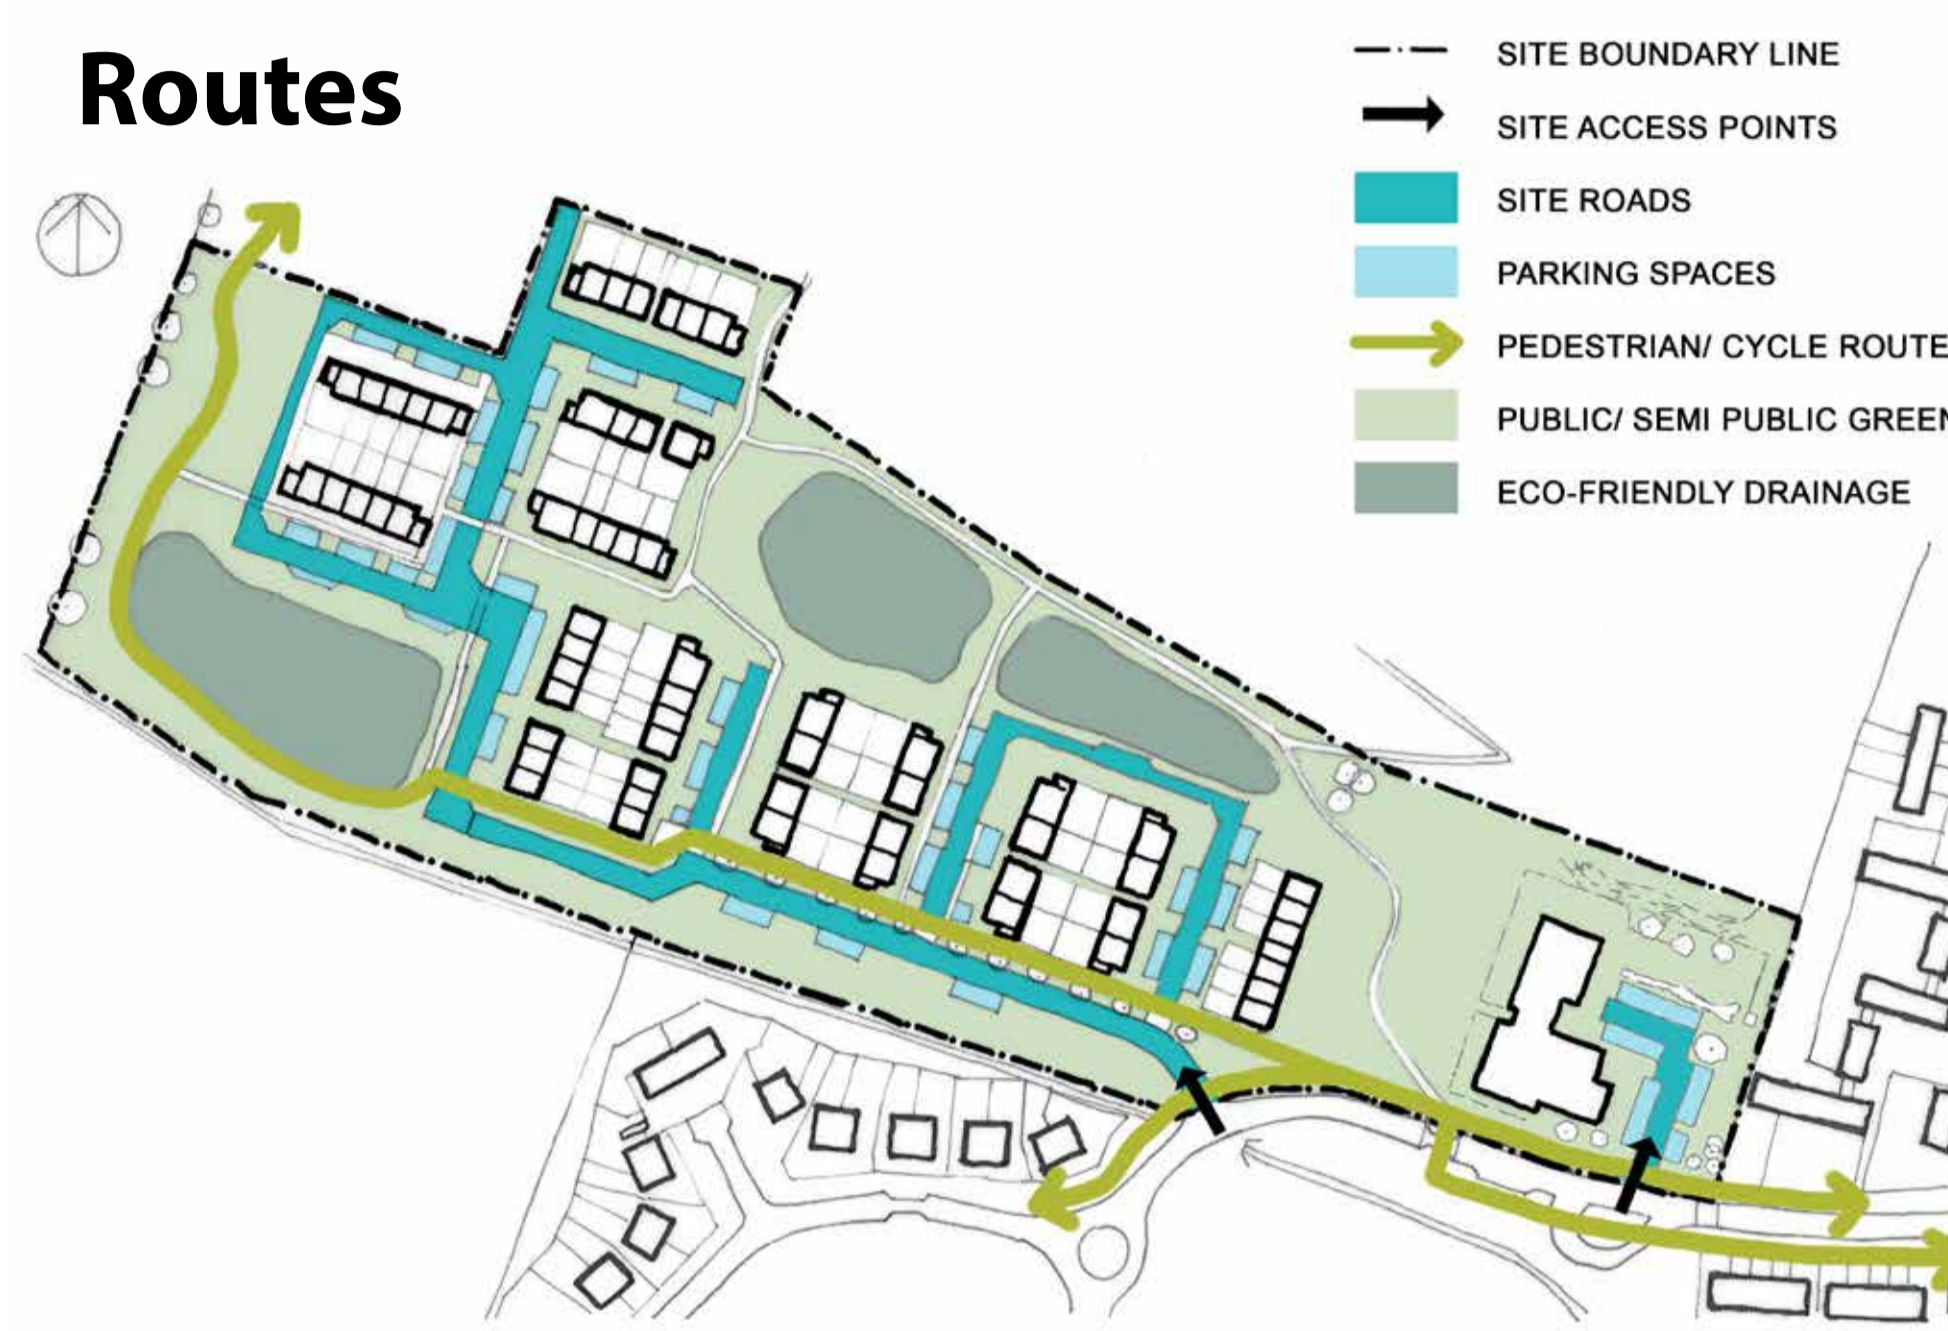 Routes
SITE BOUNDARY LINE
SITE ACCESS POINTS
SITE ROADS
PARKING SPACES
PEDESTRIAN/ CYCLE ROUTE
PUBLIC/ SEMI PUBLIC GREEN
ECO-FRIENDLY DRAINAGE